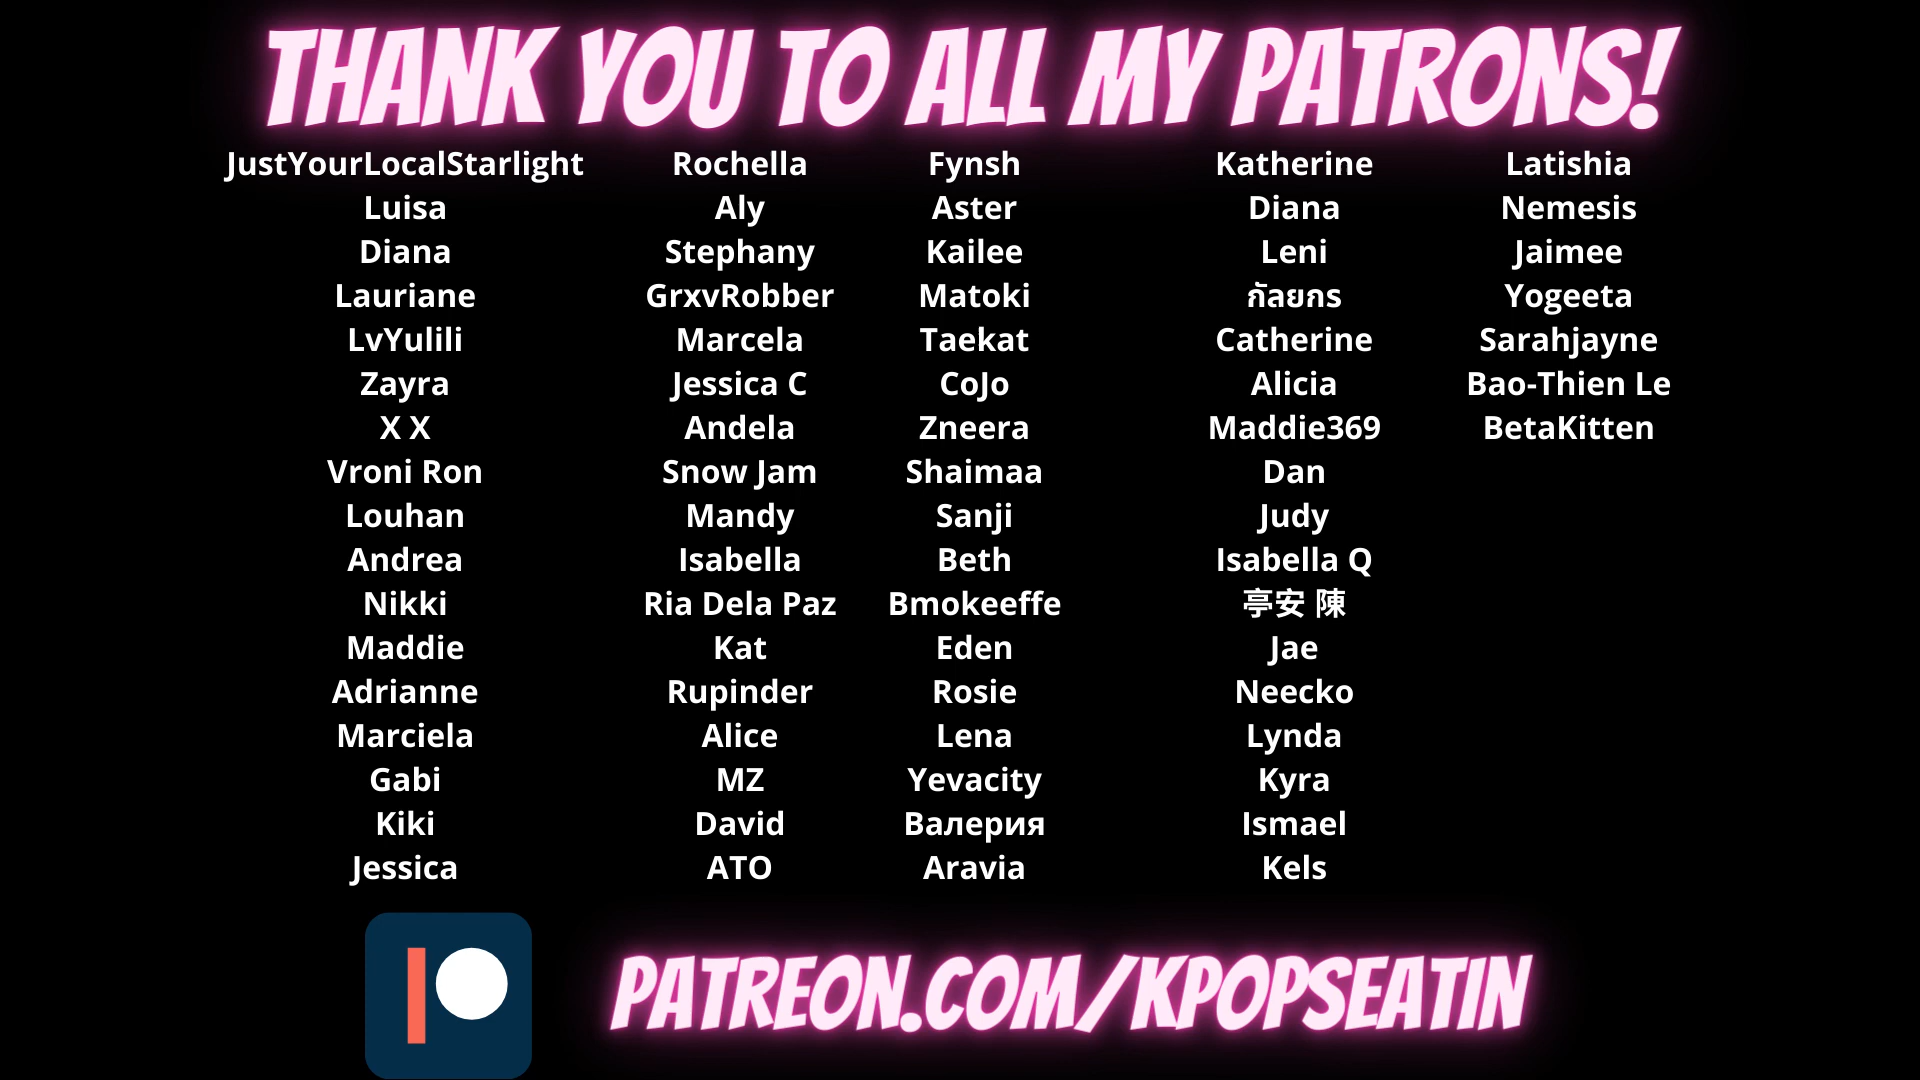 THANK YOU TO ALL MY PATRONS!
JustYourLocalStarlight
Luisa
Diana
Lauriane
LvYulili
Zayra
X X
Vroni Ron
Louhan
Andrea
Nikki
Maddie
Adrianne
Marciela
Gabi
Kiki
Jessica
Rochella
Aly
Stephany
GrxvRobber
Marcela
Jessica C
Andela
Snow Jam
Mandy
Isabella
Ria Dela Paz
Kat
Rupinder
Alice
MZ
David
ATO
Fynsh
Aster
Kailee
Matoki
Taekat
CoJo
Zneera
Shaimaa
Sanji
Beth
Bmokeeffe
Eden
Rosie
Lena
Yevacity
Валерия
Aravia
Katherine
Diana
Leni
กัลยกร
Catherine
Alicia
Maddie369
Dan
Judy
Isabella Q
亭安 陳
Jae
Neecko
Lynda
Kyra
Ismael
Kels
Latishia
Nemesis
Jaimee
Yogeeta
Sarahjayne
Bao-Thien Le
BetaKitten
PATREON.COM/KPOPSEATIN